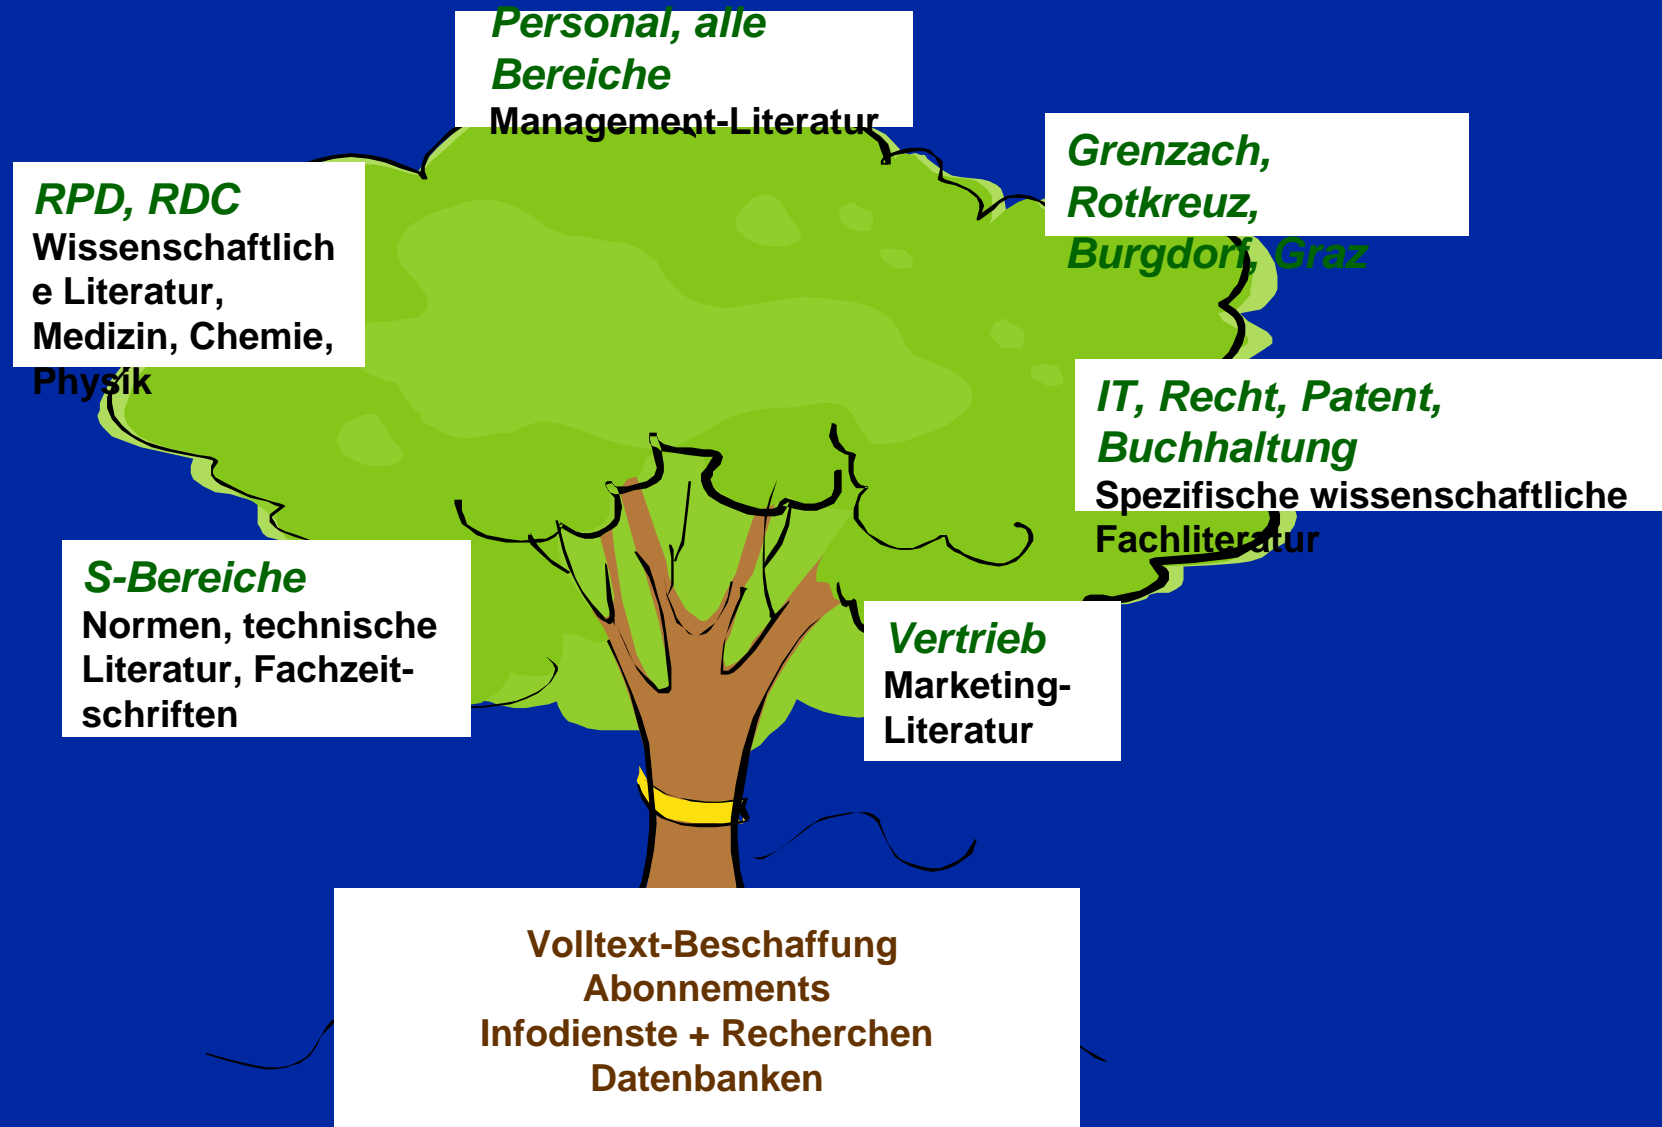 Personal, alle
Bereiche
Management-Literatur
RPD, RDC
Wissenschaftlich
e Literatur,
Medizin, Chemie,
Physik
Grenzach,
Rotkreuz,
Burgdorf, Graz
IT, Recht, Patent,
Buchhaltung
Spezifische wissenschaftliche
Fachliteratur
S-Bereiche
Normen, technische
Literatur, Fachzeit-
schriften
Vertrieb
Marketing-
Literatur
Volltext-Beschaffung
Abonnements
Infodienste + Recherchen
Datenbanken